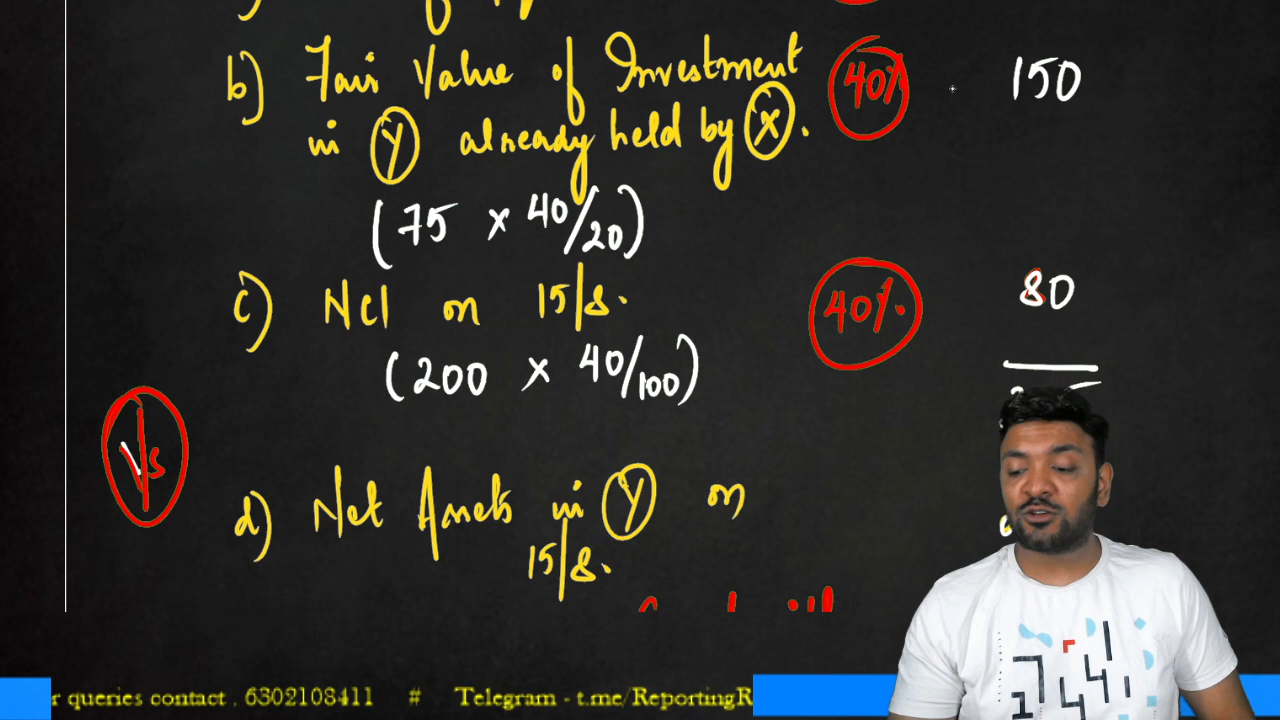 b) Fair Value of Investment 40% 150
in Y already held by X.
(75 x 40/20)
c) NCI on 15/8. 40% 80
(200 x 40/100)
Vs
d) Net Assets in Y on
15/8.
r queries contact . 6302108411 # Telegram - t.me/ReportingR